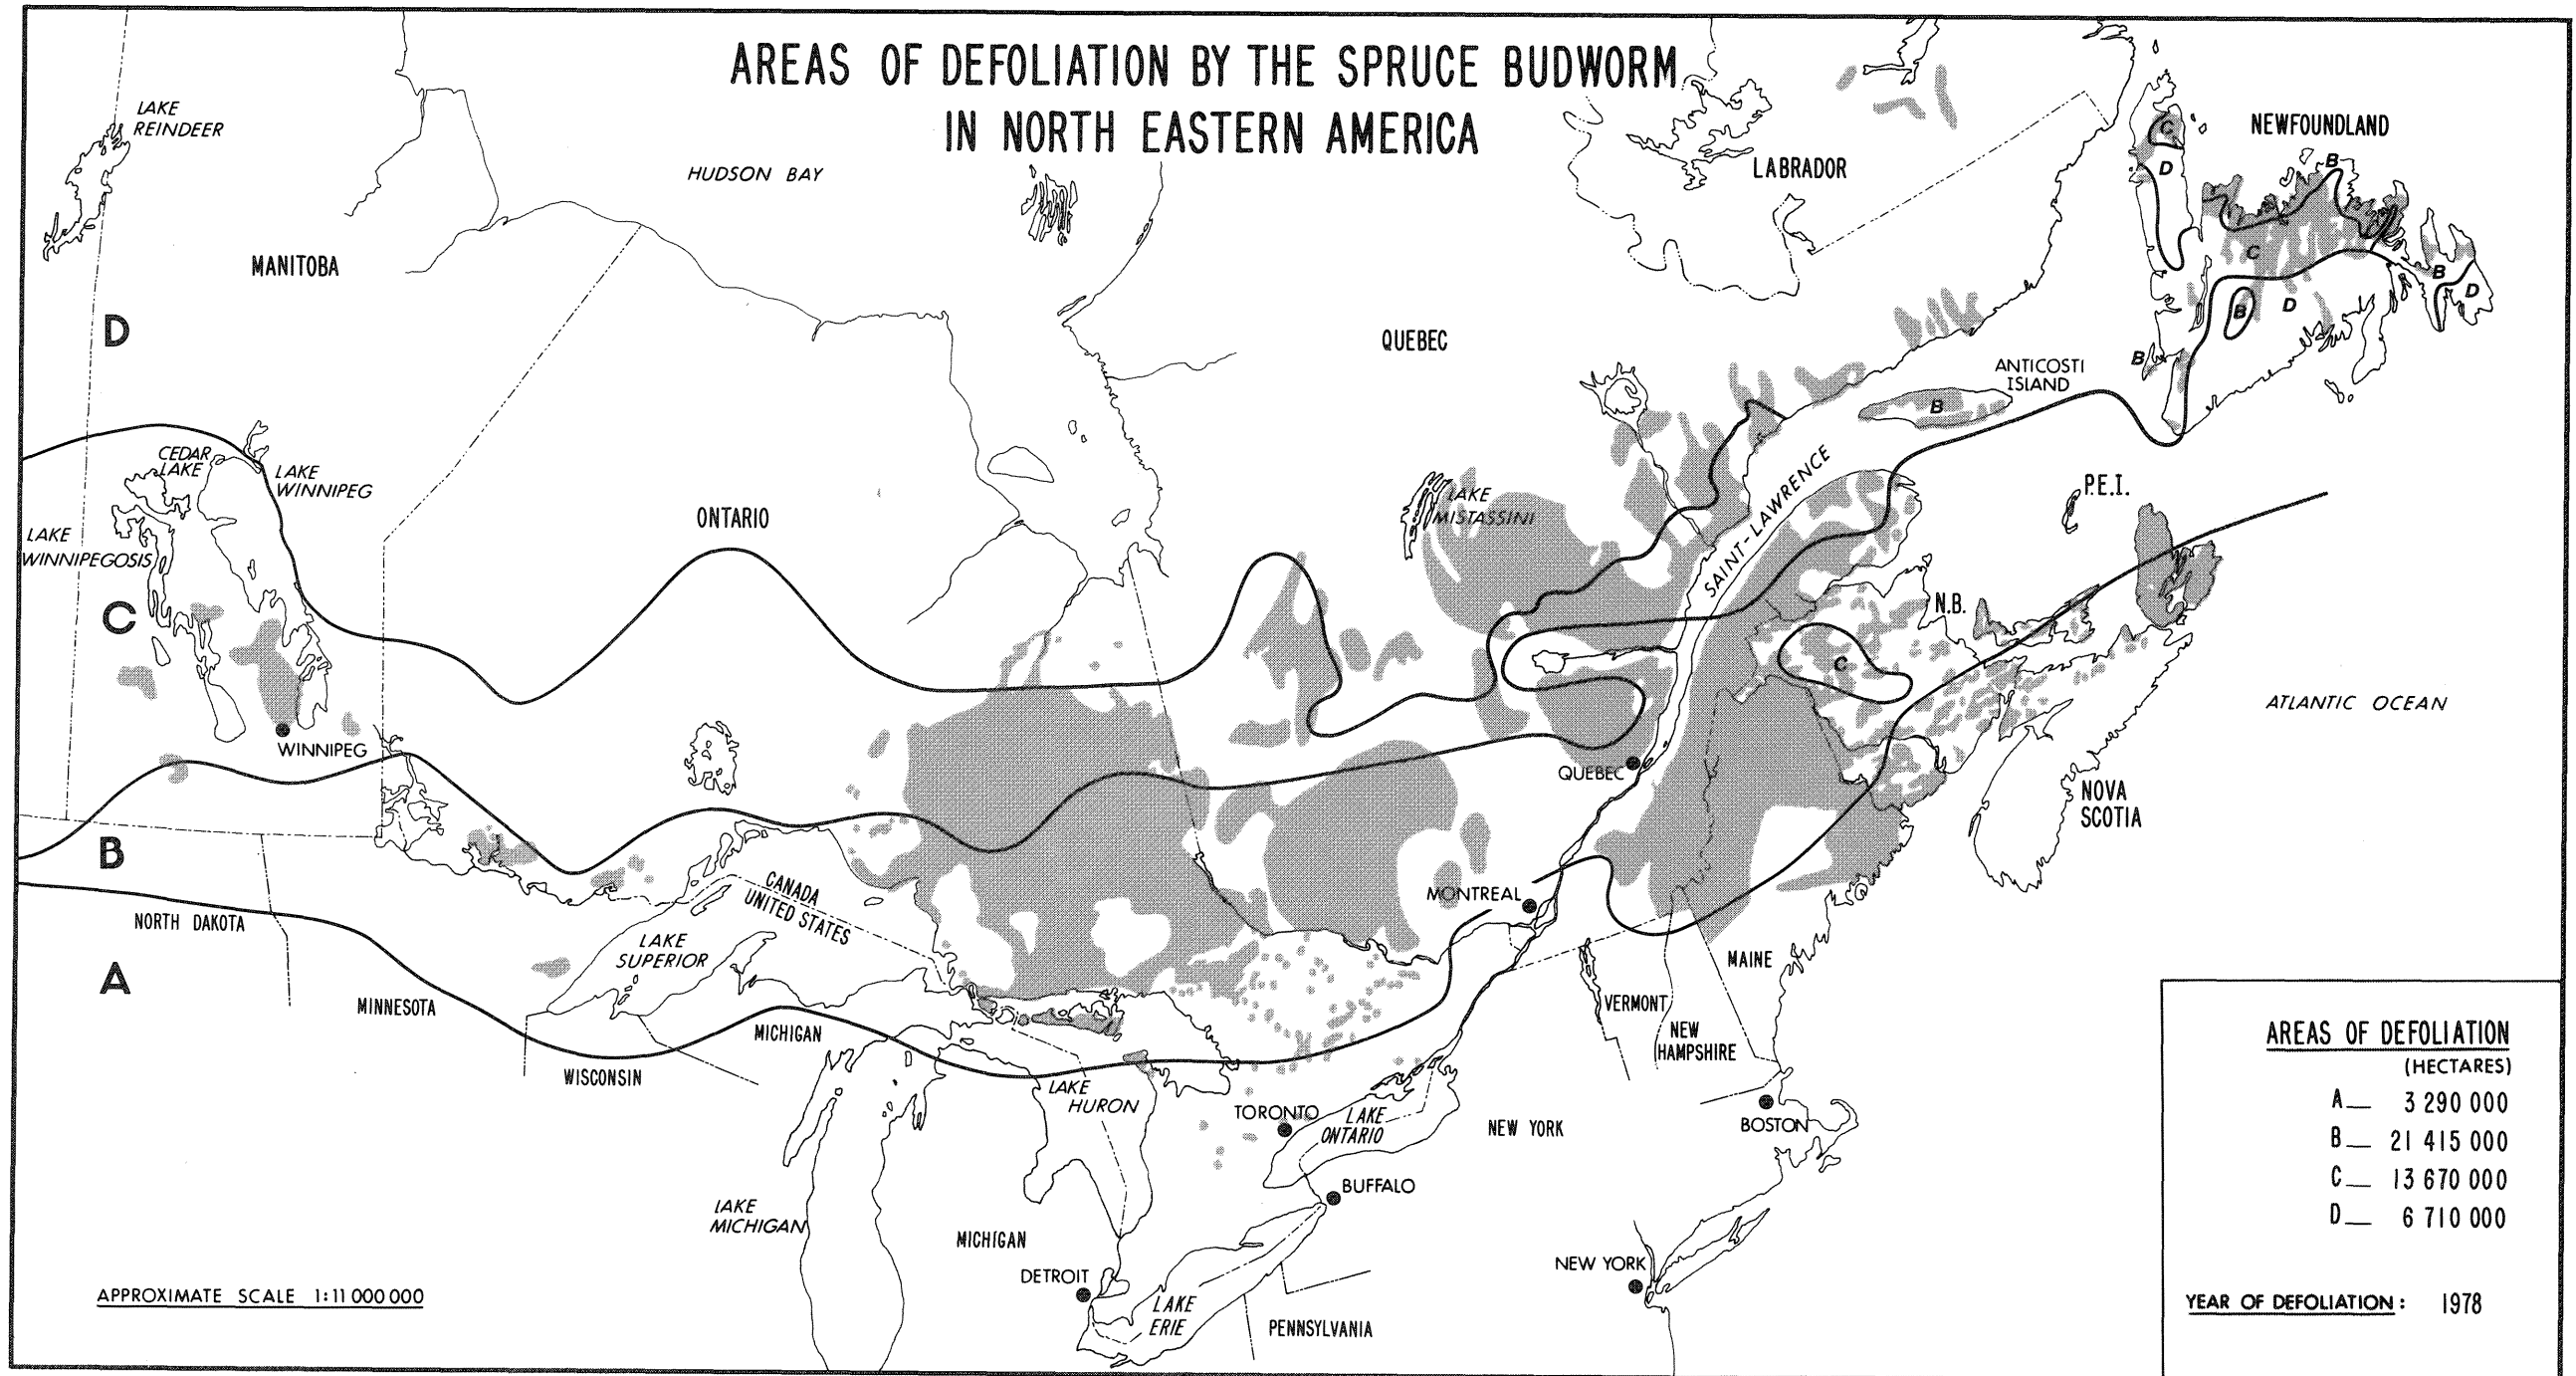 AREAS OF DEFOLIATION BY THE SPRUCE BUDWORM
IN NORTH EASTERN AMERICA
LAKE
REINDEER
HUDSON BAY
MANITOBA
D
LABRADOR
NEWFOUNDLAND
C
D
B
C
B
D
B
D
B
QUEBEC
ANTICOSTI
ISLAND
B
CEDAR
LAKE
LAKE
WINNIPEG
LAKE
WINNIPEGOSIS
ONTARIO
LAKE
MISTASSINI
SAINT-LAWRENCE
P.E.I.
N.B.
C
C
WINNIPEG
ATLANTIC OCEAN
QUEBEC
NOVA
SCOTIA
B
CANADA
UNITED STATES
MONTREAL
NORTH DAKOTA
LAKE
SUPERIOR
A
MINNESOTA
MICHIGAN
WISCONSIN
MAINE
VERMONT
NEW
HAMPSHIRE
LAKE
HURON
TORONTO
LAKE
ONTARIO
NEW YORK
BOSTON
BUFFALO
LAKE
MICHIGAN
MICHIGAN
DETROIT
LAKE
ERIE
PENNSYLVANIA
NEW YORK
APPROXIMATE SCALE 1:11 000 000
AREAS OF DEFOLIATION
(HECTARES)
A— 3 290 000
B— 21 415 000
C— 13 670 000
D— 6 710 000
YEAR OF DEFOLIATION: 1978